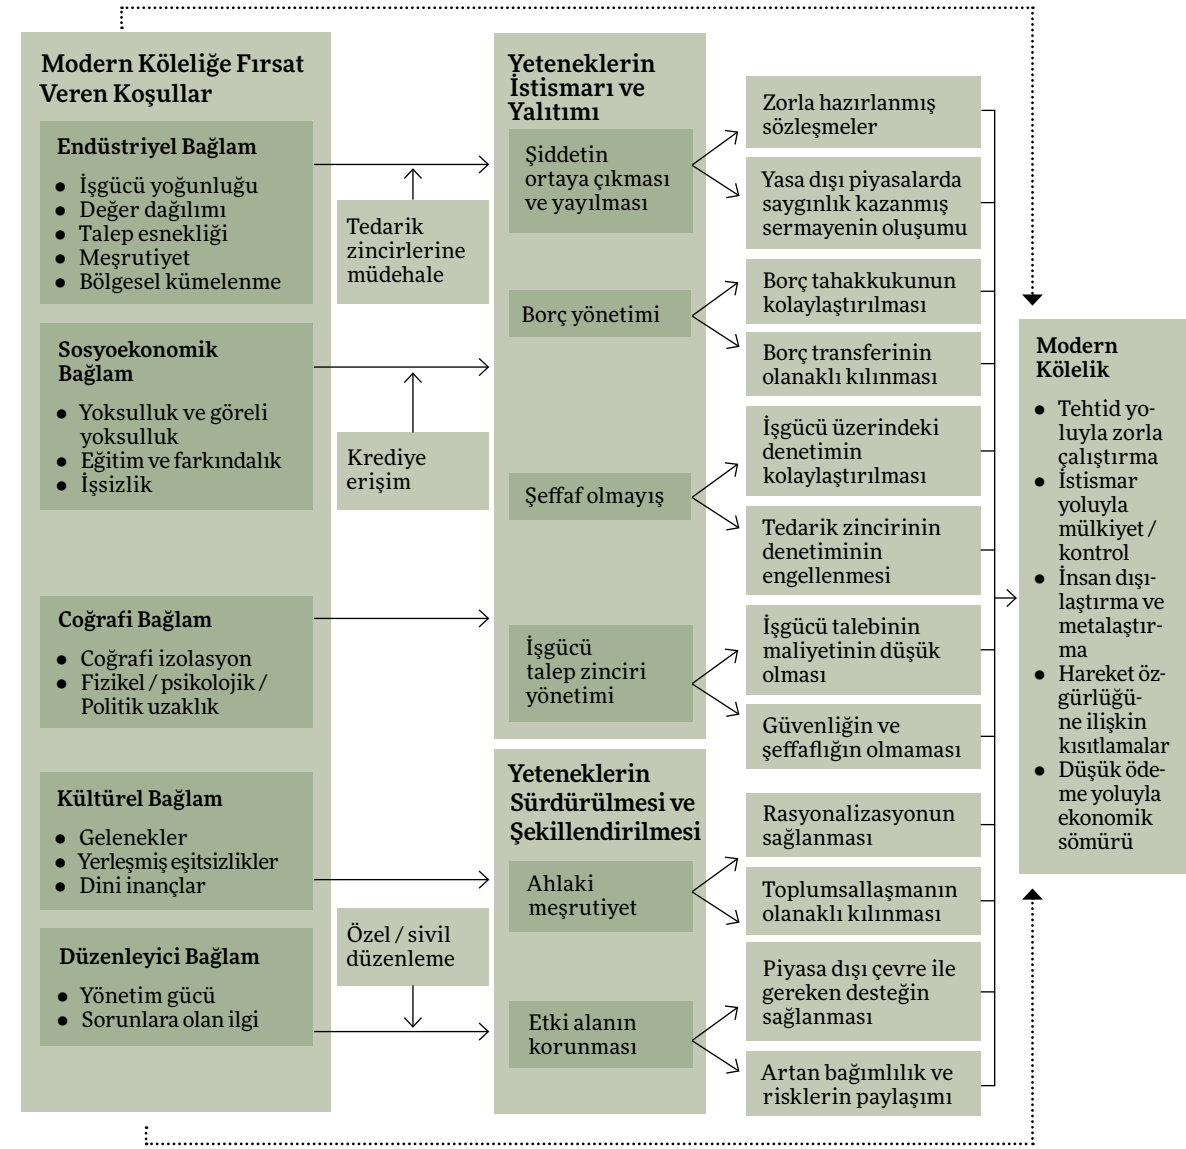 Modern Köleliğe Fırsat
Veren Koşullar
Endüstriyel Bağlam
● İşgücü yoğunluğu
● Değer dağılımı
● Talep esnekliği
● Meşrutiyet
● Bölgesel kümelenme
Sosyoekonomik
Bağlam
● Yoksulluk ve göreli
yoksulluk
● Eğitim ve farkındalık
● İşsizlik
Coğrafi Bağlam
● Coğrafi izolasyon
● Fizikel / psikolojik /
Politik uzaklık
Kültürel Bağlam
● Gelenekler
● Yerleşmiş eşitsizlikler
● Dini inançlar
Düzenleyici Bağlam
● Yönetim gücü
● Sorunlara olan ilgi
Tedarik
zincirlerine
müdehale
Krediye
erişim
Özel / sivil
düzenleme
Yeteneklerin
İstismarı ve
Yalıtımı
Şiddetin
ortaya çıkması
ve yayılması
Borç yönetimi
Şeffaf olmayış
İşgücü
talep zinciri
yönetimi
Yeteneklerin
Sürdürülmesi ve
Şekillendirilmesi
Ahlaki
meşrutiyet
Etki alanın
korunması
Zorla hazırlanmış
sözleşmeler
Yasa dışı piyasalarda
saygınlık kazanmış
sermayenin oluşumu
Borç tahakkukunun
kolaylaştırılması
Borç transferinin
olanaklı kılınması
İşgücü üzerindeki
denetimin
kolaylaştırılması
Tedarik zincirinin
denetiminin
engellenmesi
İşgücü talebinin
maliyetinin düşük
olması
Güvenliğin ve
şeffaflığın olmaması
Rasyonalizasyonun
sağlanması
Toplumsallaşmanın
olanaklı kılınması
Piyasa dışı çevre ile
gereken desteğin
sağlanması
Artan bağımlılık ve
risklerin paylaşımı
Modern
Kölelik
● Tehtid yo-
luyla zorla
çalıştırma
● İstismar
yoluyla
mülkiyet /
kontrol
● İnsan dışı-
laştırma ve
metalaştır-
ma
● Hareket öz-
gürlüğü-
ne ilişkin
kısıtlamalar
● Düşük öde-
me yoluyla
ekonomik
sömürü